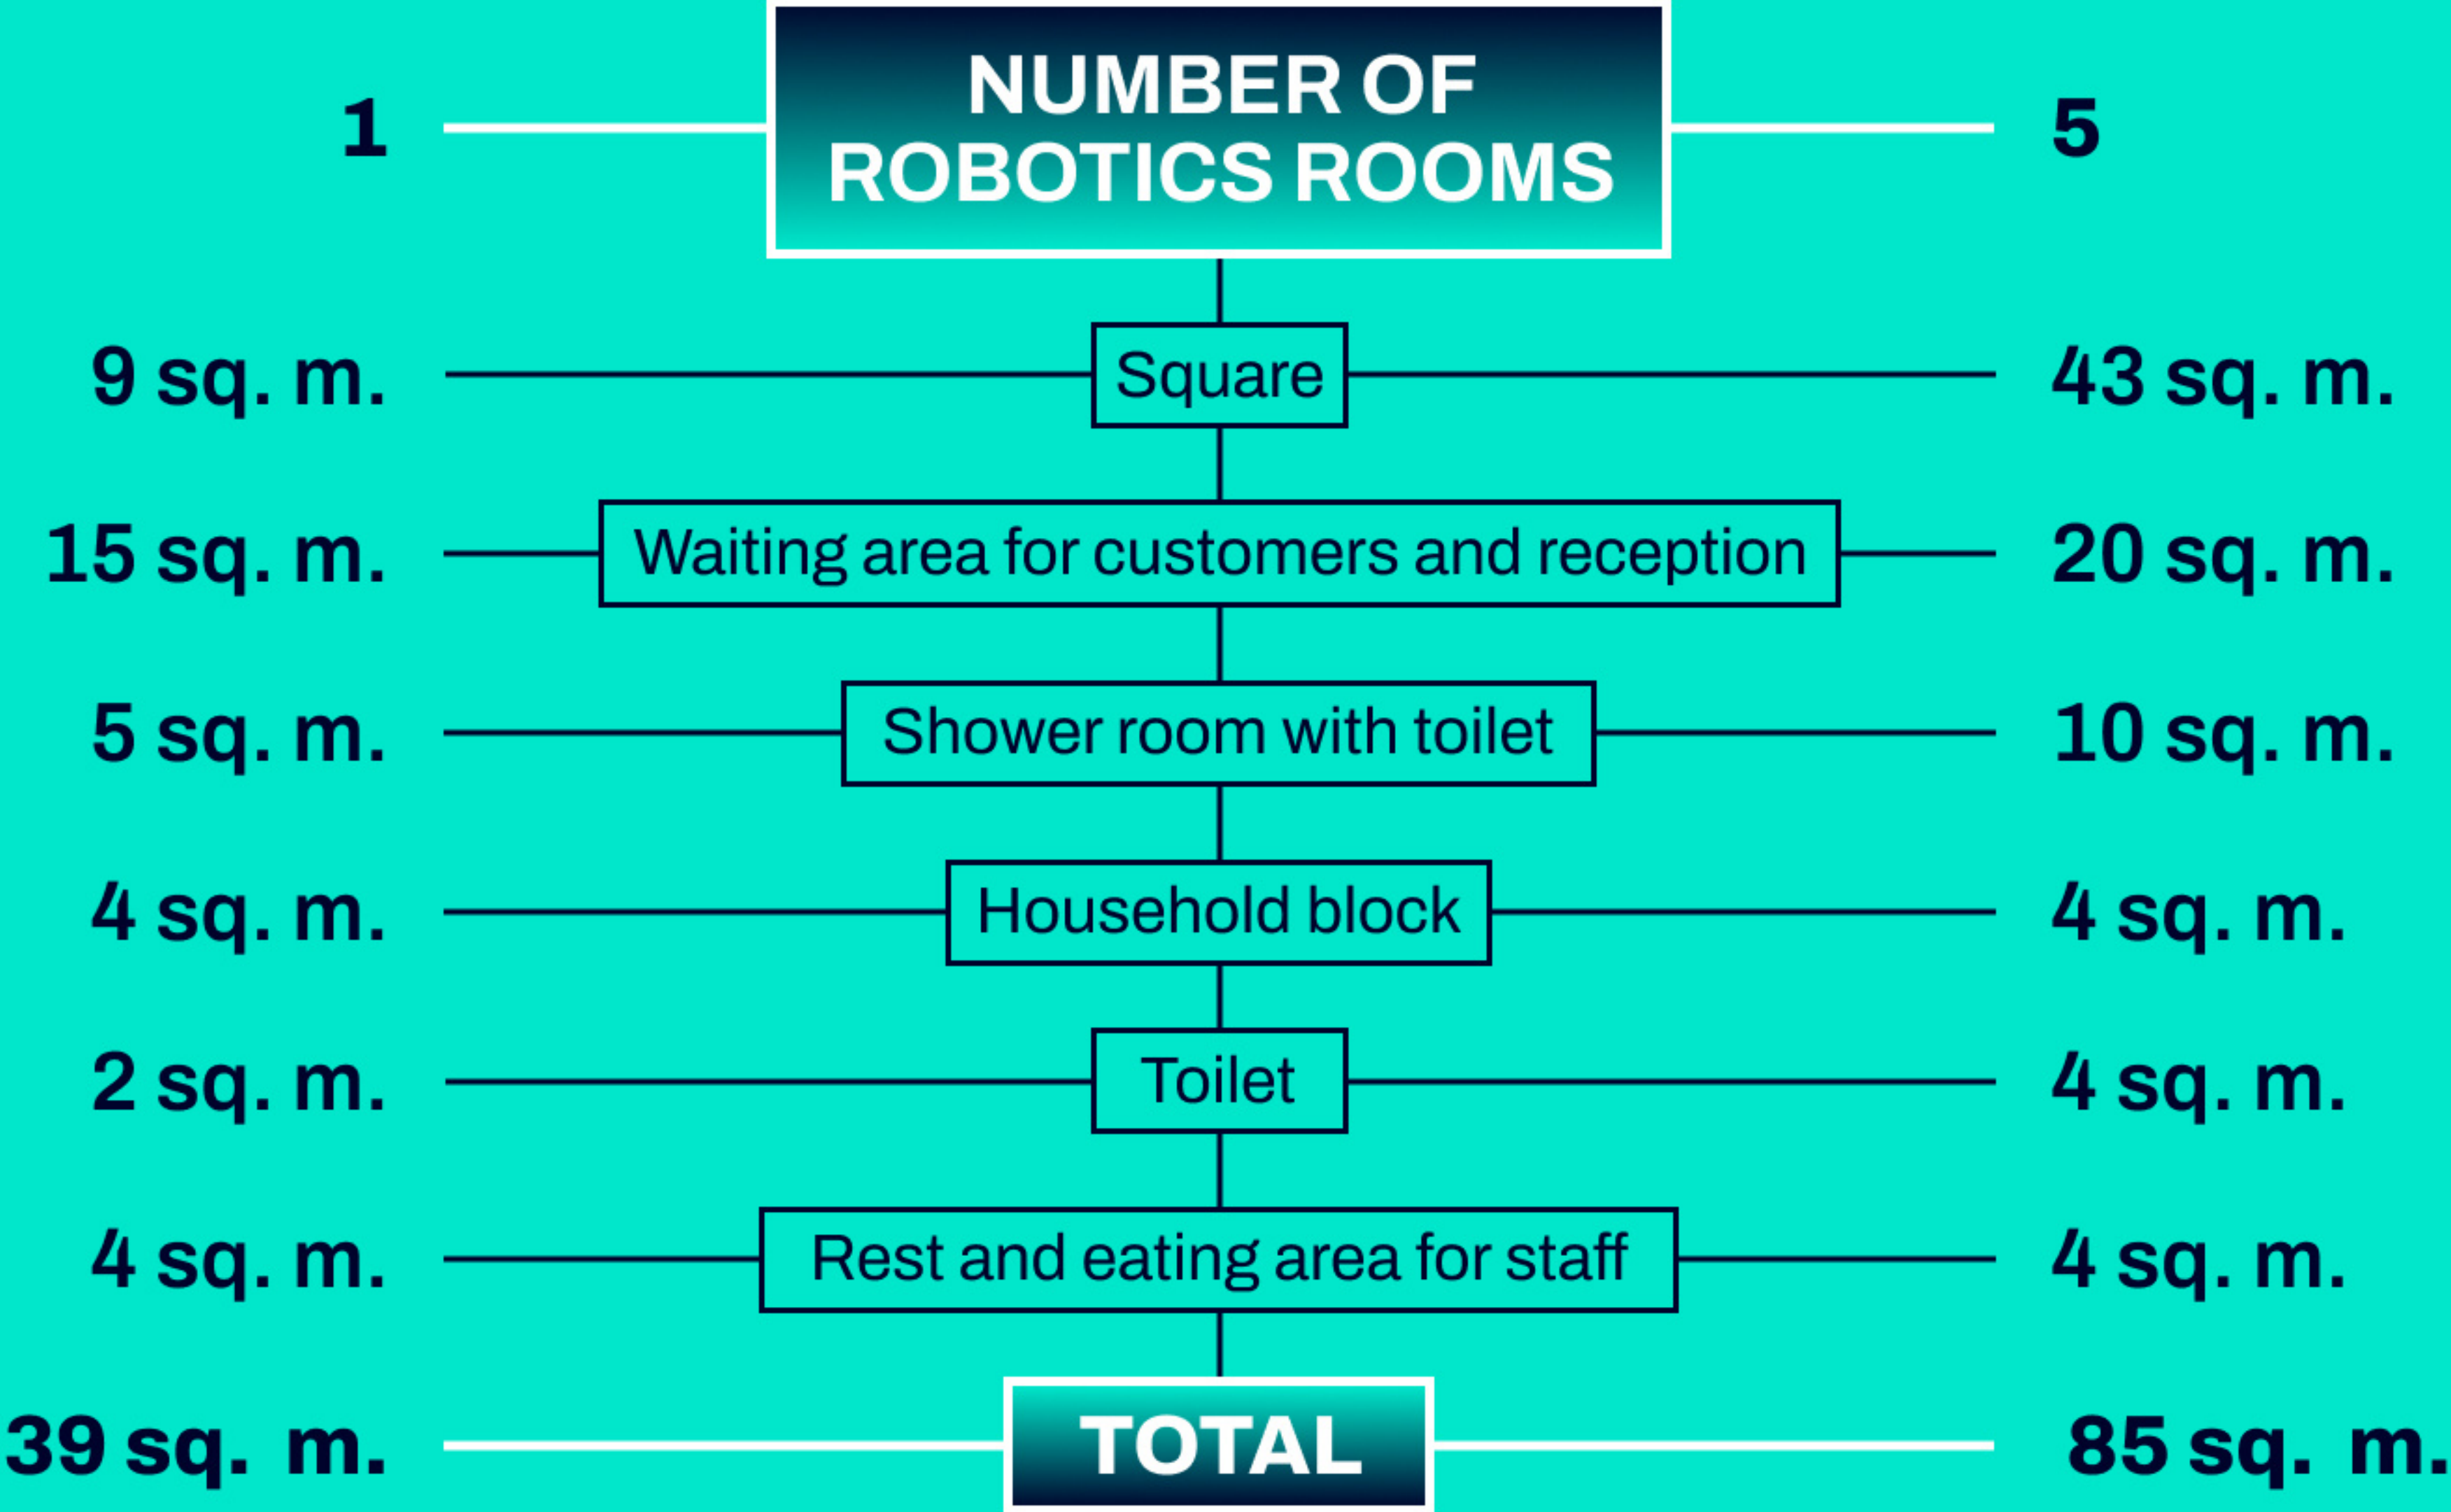 NUMBER OF
ROBOTICS ROOMS
1
5
9 sq. m.
Square
43 sq. m.
15 sq. m.
Waiting area for customers and reception
20 sq. m.
5 sq. m.
Shower room with toilet
10 sq. m.
4 sq. m.
Household block
4 sq. m.
2 sq. m.
Toilet
4 sq. m.
4 sq. m.
Rest and eating area for staff
4 sq. m.
39 sq. m.
TOTAL
85 sq. m.